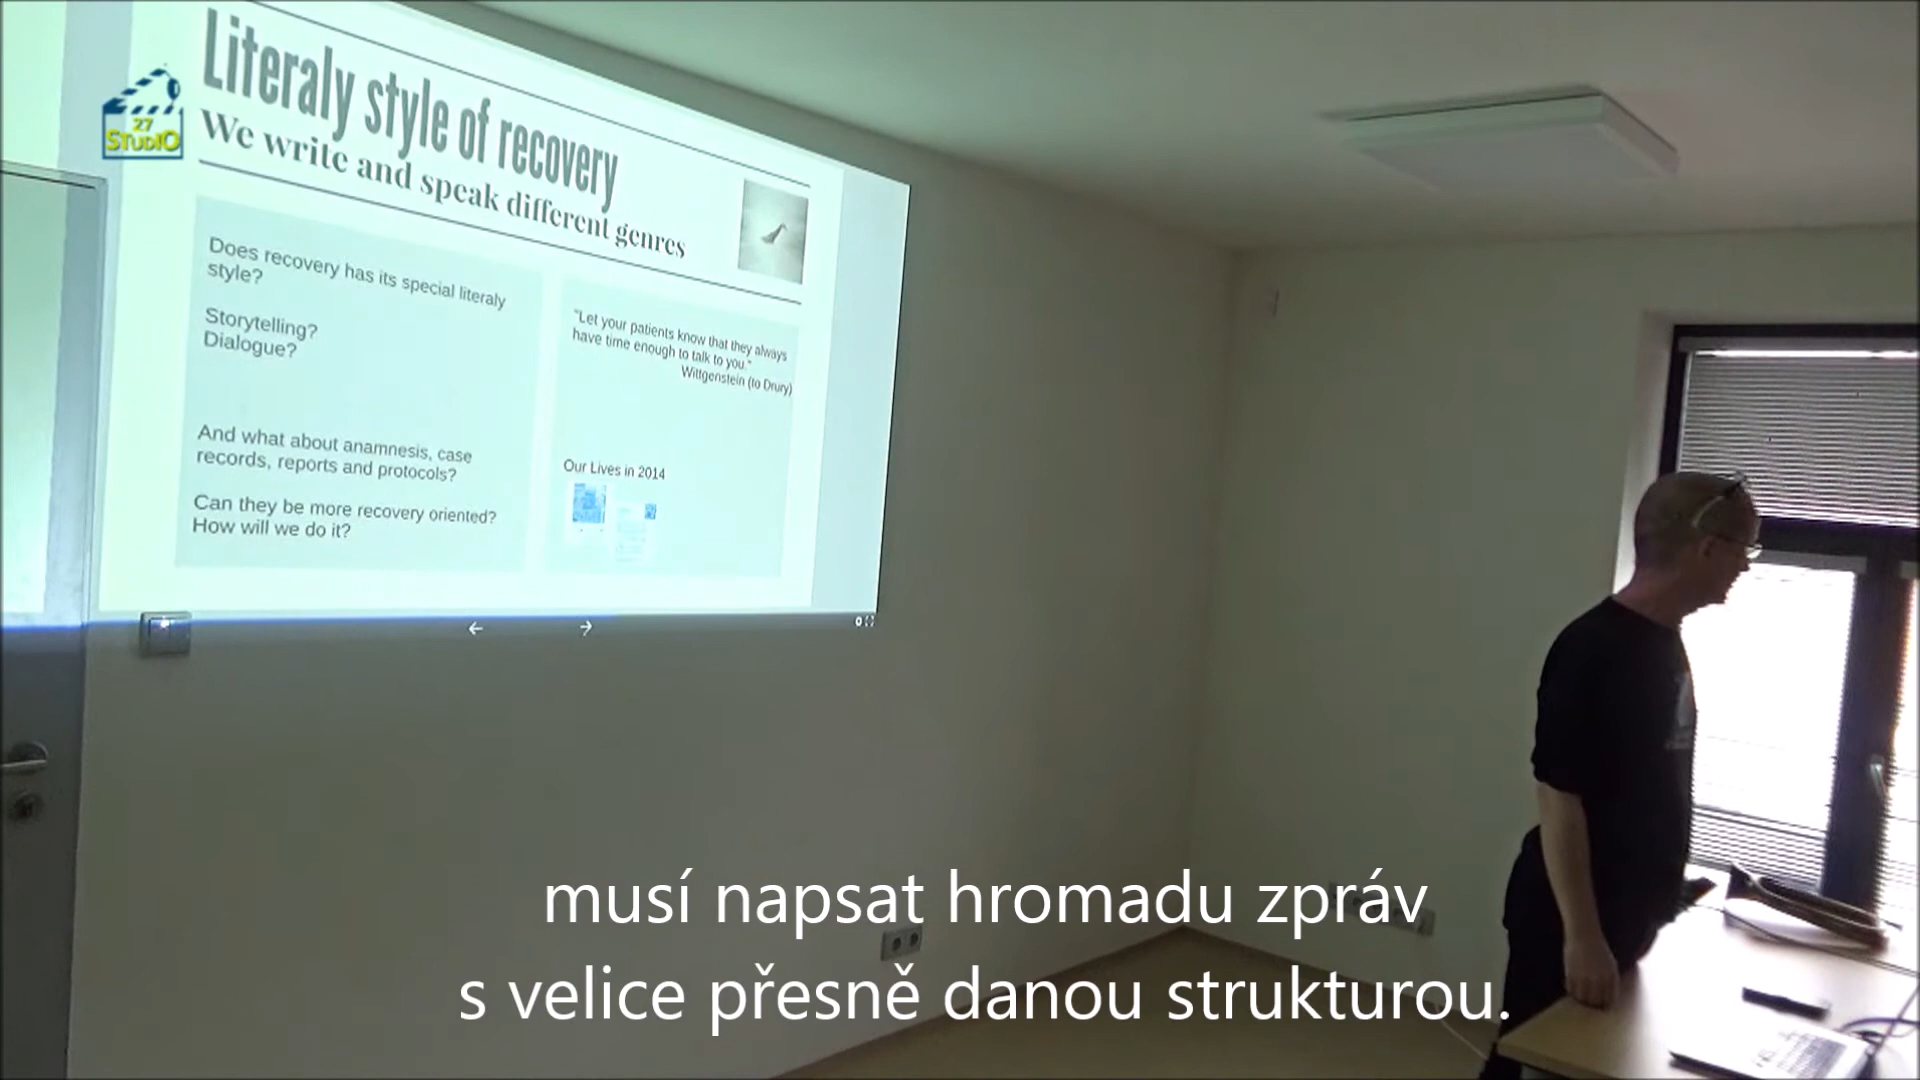 27
STUDIO
Literaly style of recovery
We write and speak different genres
Does recovery has its special literaly
style?
Storytelling?
Dialogue?
And what about anamnesis, case
records, reports and protocols?
Can they be more recovery oriented?
How will we do it?
"Let your patients know that they always
have time enough to talk to you."
Wittgenstein (to Drury)
Our Lives in 2014
musí napsat hromadu zpráv
s velice přesně danou strukturou.